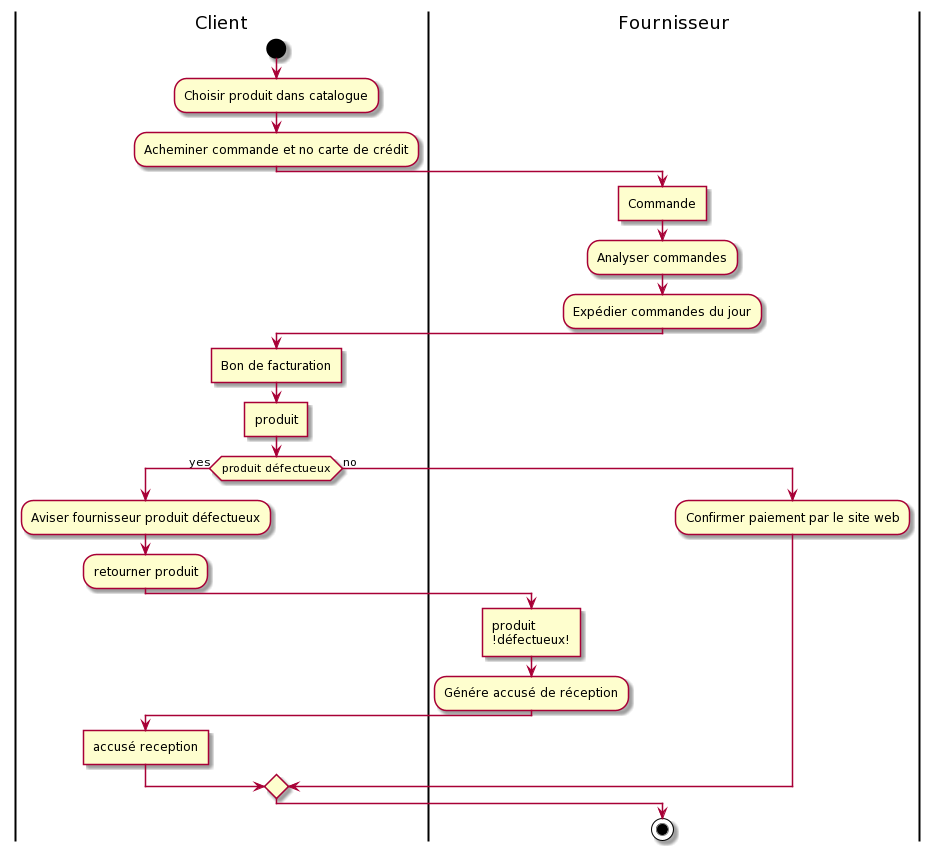 Client
Fournisseur
Choisir produit dans catalogue
Acheminer commande et no carte de crédit
Commande
Analyser commandes
Expédier commandes du jour
Bon de facturation
produit
yes
produit défectueux
no
Aviser fournisseur produit défectueux
Confirmer paiement par le site web
retourner produit
produit
!défectueux!
Génére accusé de réception
accusé reception